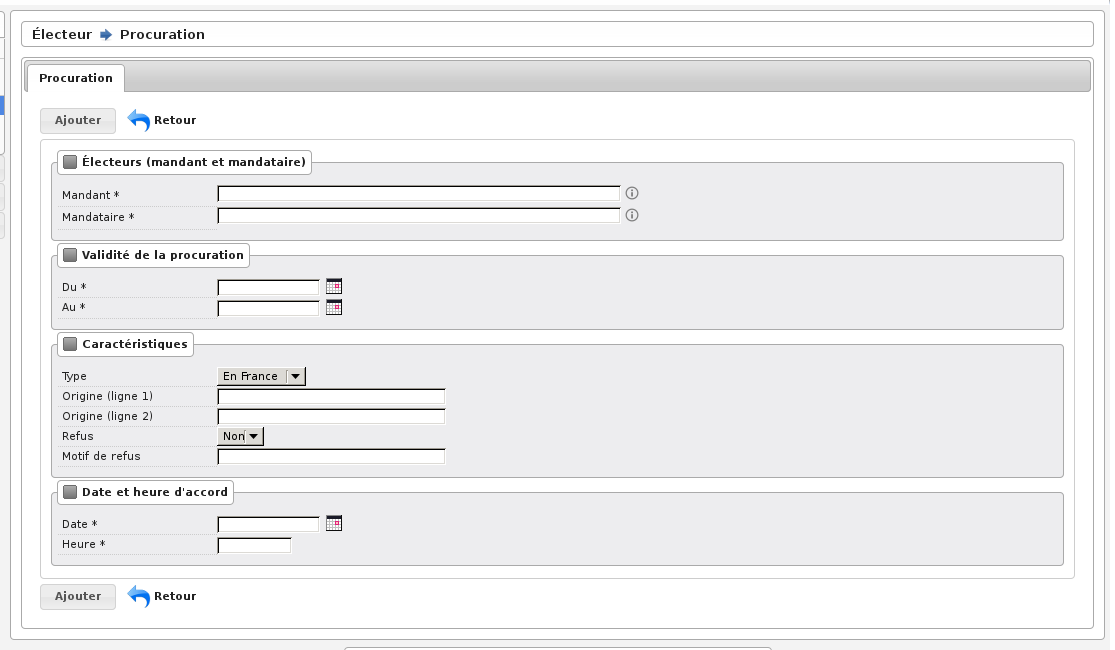 Électeur Procuration
Procuration
Ajouter Retour
Électeurs (mandant et mandataire)
Mandant *
Mandataire *
Validité de la procuration
Du *
Au *
Caractéristiques
Type En France
Origine (ligne 1)
Origine (ligne 2)
Refus Non
Motif de refus
Date et heure d'accord
Date *
Heure *
Ajouter Retour